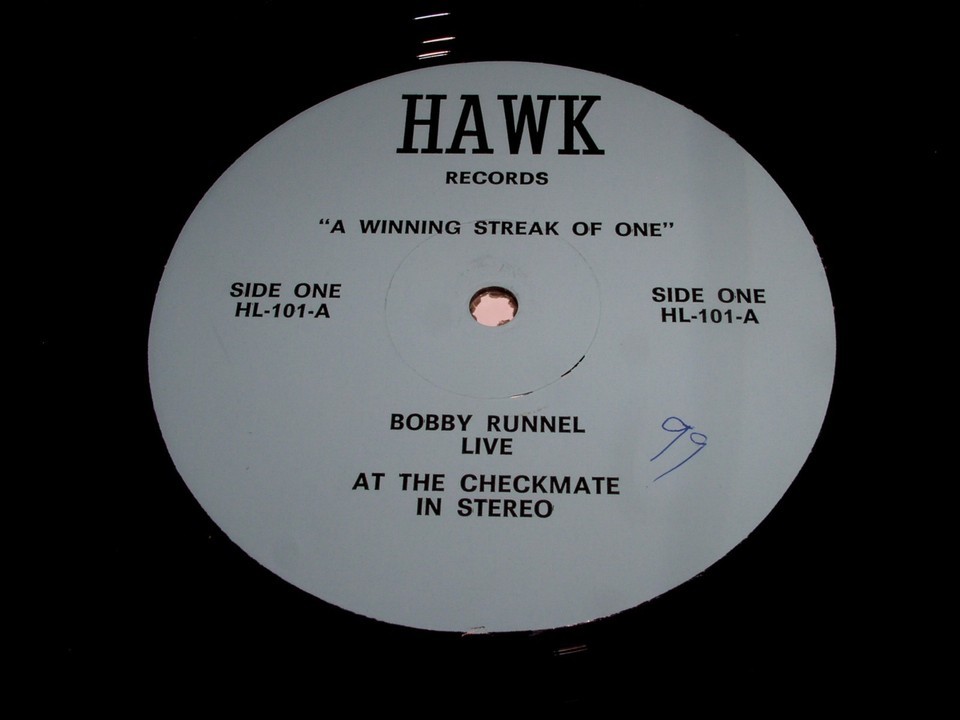 HAWK
RECORDS
“A WINNING STREAK OF ONE”
SIDE ONE
HL-101-A
SIDE ONE
HL-101-A
BOBBY RUNNEL
LIVE
99
AT THE CHECKMATE
IN STEREO